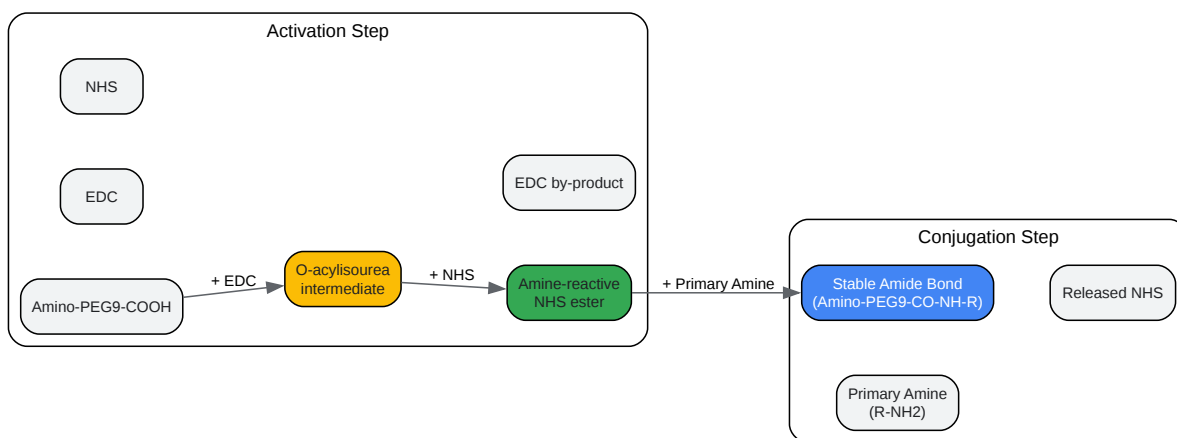 Activation Step
NHS
EDC
EDC by-product
Amino-PEG9-COOH
+ EDC
O-acylisourea
intermediate
+ NHS
Amine-reactive
NHS ester
+ Primary Amine
Conjugation Step
Stable Amide Bond
(Amino-PEG9-CO-NH-R)
Released NHS
Primary Amine
(R-NH2)